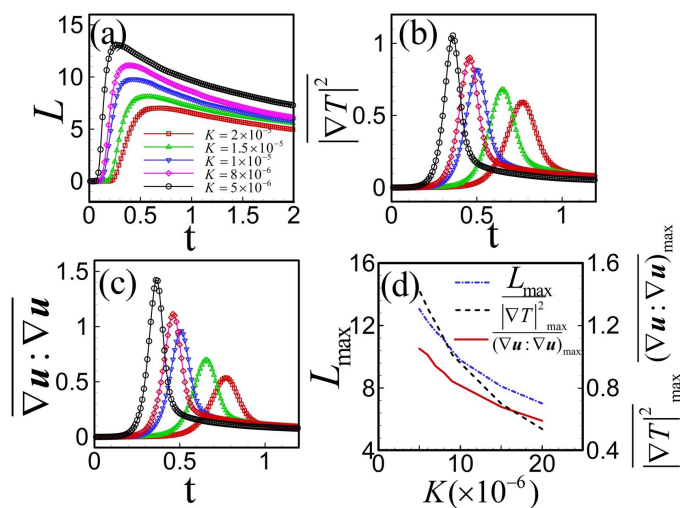 (a)
15
10
5
0
L
0 0.5 1 1.5 2
t
K = 2×10⁻⁵
K = 1.5×10⁻⁵
K = 1×10⁻⁵
K = 8×10⁻⁶
K = 5×10⁻⁶
(b)
1
0.5
0
|∇T|²
0 0.5 1
t
(c)
1.5
1
0.5
0
∇u : ∇u
0 0.5 1
t
(d)
16
12
8
4
L_max
L_max
|∇T|²_max
(∇u : ∇u)_max
1.6
1.2
0.8
0.4
(∇u : ∇u)_max
|∇T|²_max
0 10 20
K(×10⁻⁶)